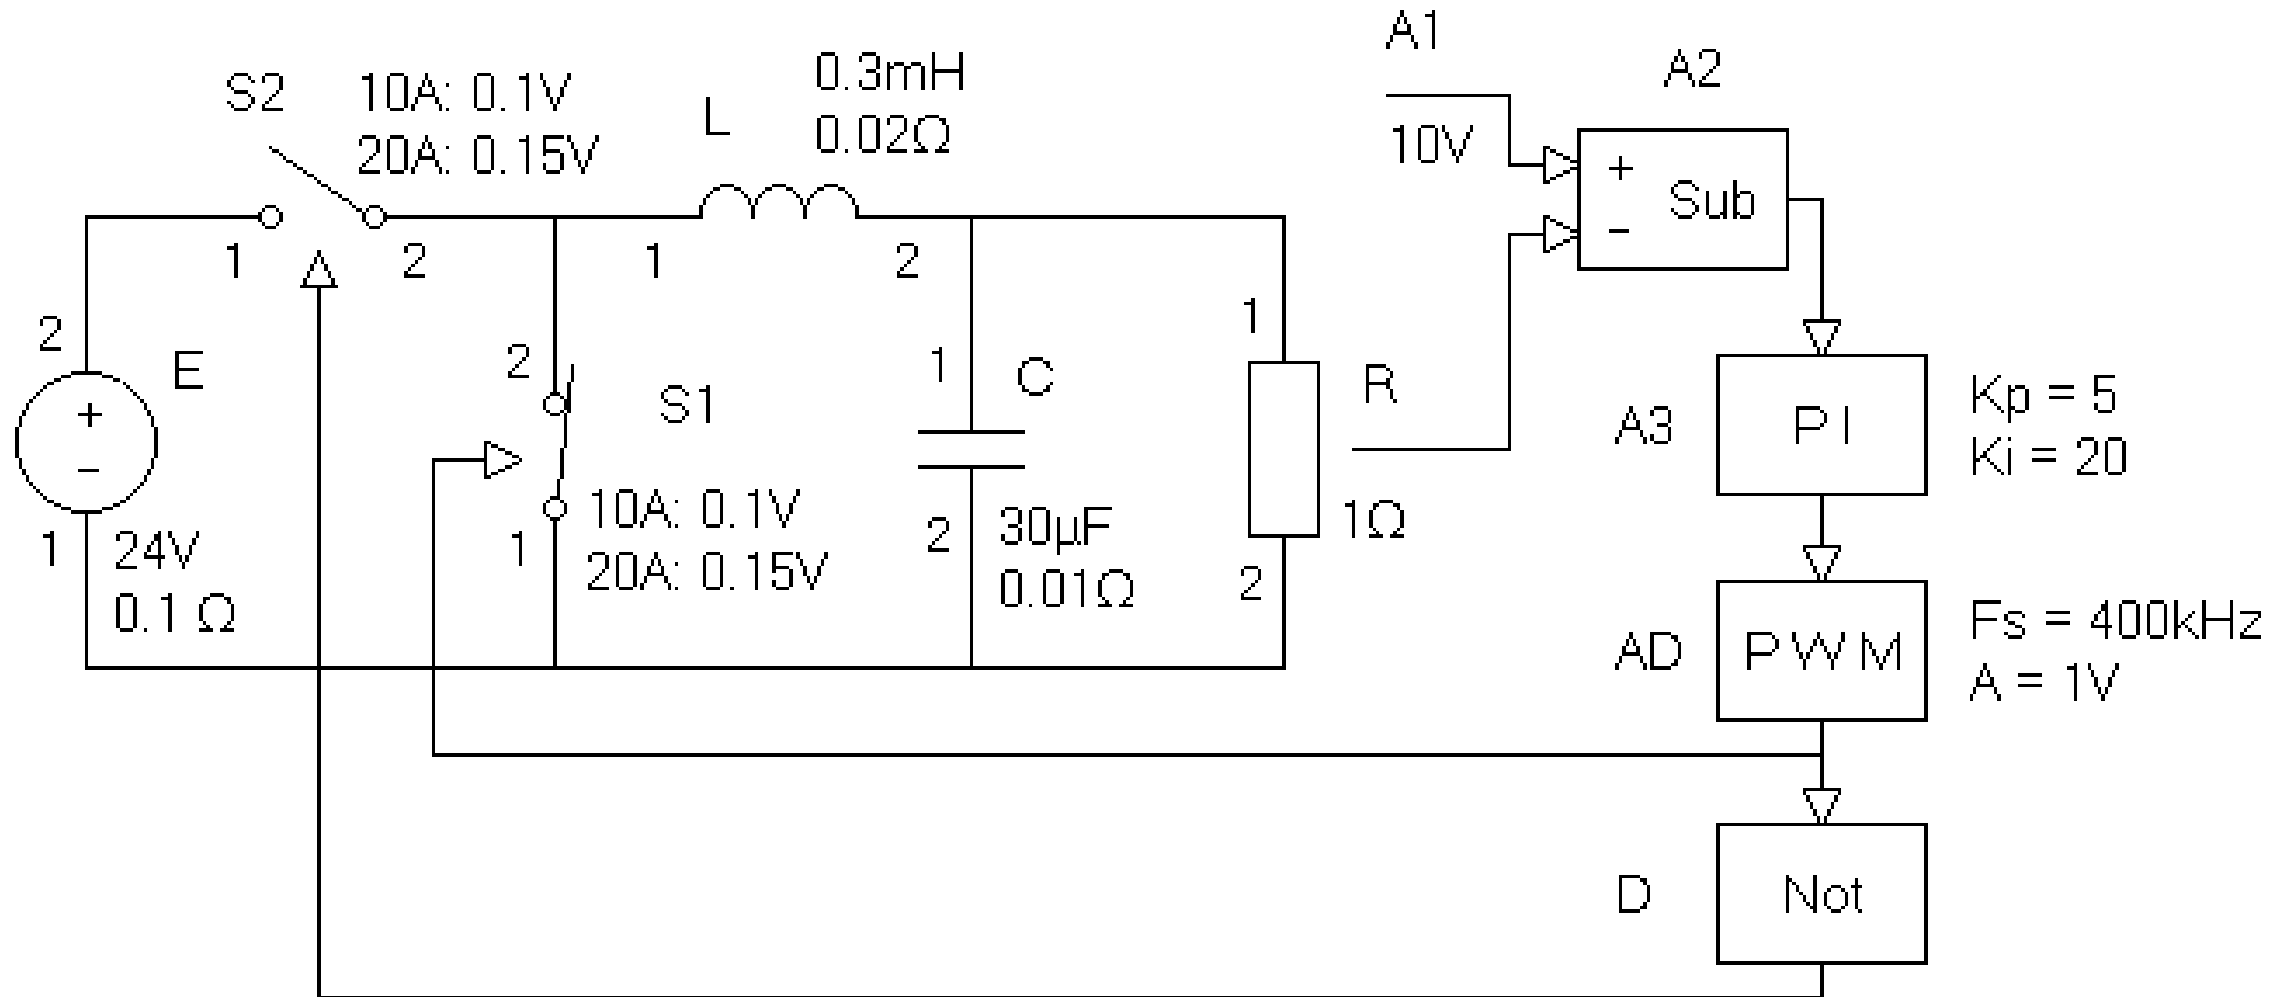 A1
A2
S2
10A: 0.1V
20A: 0.15V
L
0.3mH
0.02Ω
10V
+
Sub
−
1
2
1
2
2
E
+
−
1
24V
0.1 Ω
2
S1
1
10A: 0.1V
20A: 0.15V
1
C
2
30µF
0.01Ω
1
R
1Ω
2
A3
PI
Kp = 5
Ki = 20
AD
PWM
Fs = 400kHz
A = 1V
D
Not